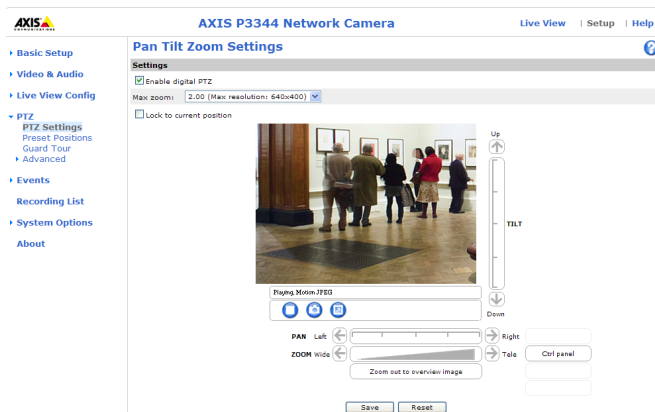 AXIS
COMMUNICATIONS
AXIS P3344 Network Camera
Live View | Setup | Help
Basic Setup
Video & Audio
Live View Config
PTZ
PTZ Settings
Preset Positions
Guard Tour
Advanced
Events
Recording List
System Options
About
Pan Tilt Zoom Settings
?
Settings
Enable digital PTZ
Max zoom: 2.00 (Max resolution: 640x400)
Lock to current position
Up
TILT
Down
Playing, Motion JPEG
PAN Left Right
ZOOM Wide Tele
Ctrl panel
Zoom out to overview image
Save Reset